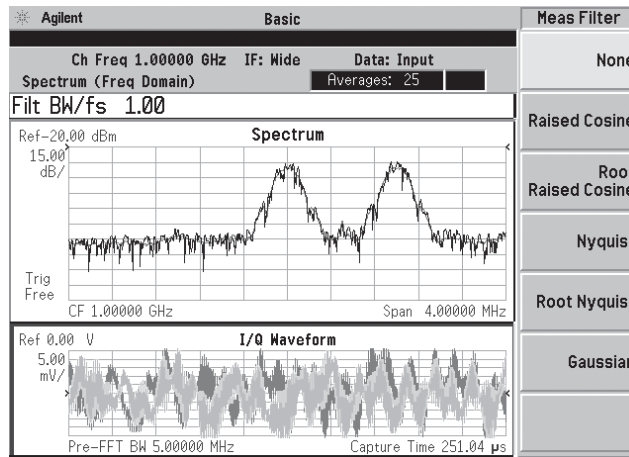 Agilent Basic Meas Filter
Ch Freq 1.00000 GHz IF: Wide Data: Input
Spectrum (Freq Domain) Averages: 25
None
Filt BW/fs 1.00
Raised Cosine
Ref-20.00 dBm Spectrum
15.00
dB/
Roo
Raised Cosine
Nyquis
Trig
Free
CF 1.00000 GHz Span 4.00000 MHz
Root Nyquis
Ref 0.00 V I/Q Waveform
5.00
mV/
Gaussian
Pre-FFT BW 5.00000 MHz Capture Time 251.04 µs